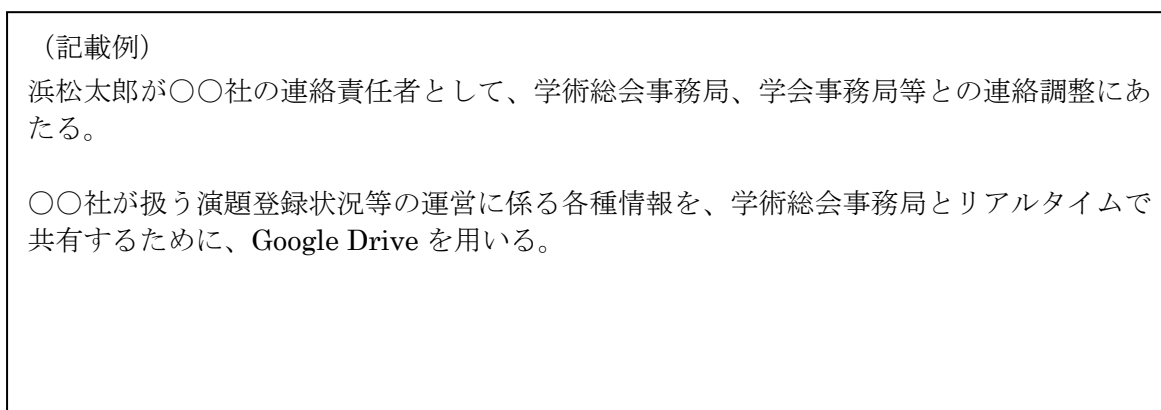 （記載例）
浜松太郎が○○社の連絡責任者として、学術総会事務局、学会事務局等との連絡調整にあ
たる。
○○社が扱う演題登録状況等の運営に係る各種情報を、学術総会事務局とリアルタイムで
共有するために、Google Drive を用いる。